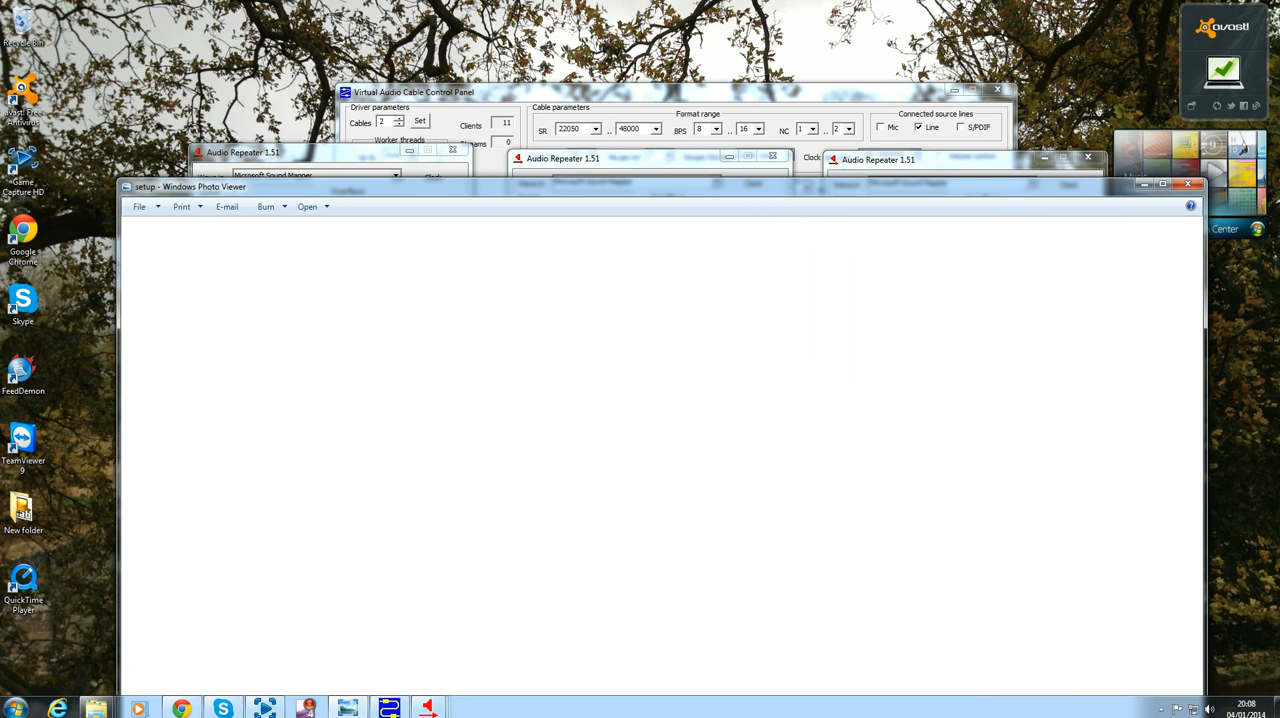 Recycle Bin
avast! Free
Antivirus
Game
Capture HD
Google
Chrome
Skype
FeedDemon
TeamViewer
9
New folder
QuickTime
Player
avast!
Virtual Audio Cable Control Panel
Driver parameters
Cables 2 Set
Clients 11
Worker threads
0
Cable parameters
Format range
SR 22050 .. 48000 BPS 8 .. 16 NC 1 .. 2
Connected source lines
Mic Line S/PDIF
Clock
Audio Repeater 1.51
Microsoft Sound Mapper
Audio Repeater 1.51
Audio Repeater 1.51
Center
setup - Windows Photo Viewer
File Print E-mail Burn Open
20:08
04/01/2014